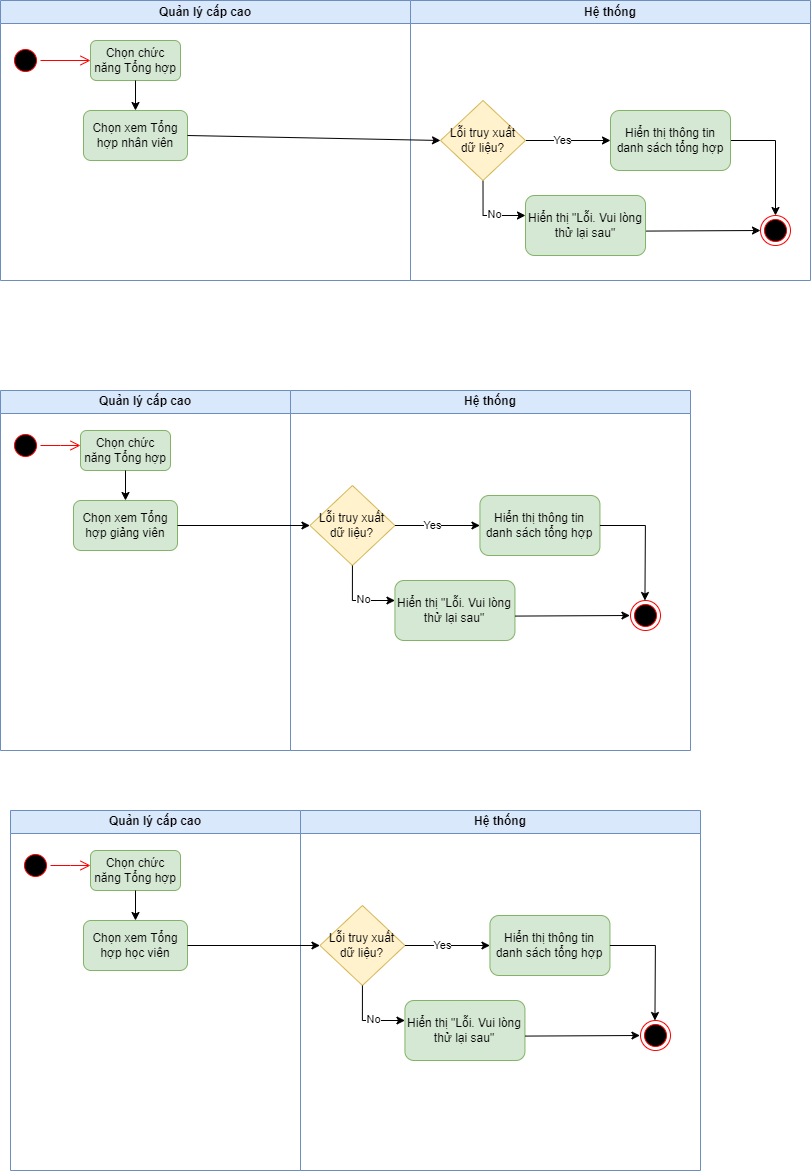 Quản lý cấp cao
Hệ thống
Chọn chức
năng Tổng hợp
Chọn xem Tổng
hợp nhân viên
Lỗi truy xuất
dữ liệu?
Yes
Hiển thị thông tin
danh sách tổng hợp
No
Hiển thị "Lỗi. Vui lòng
thử lại sau"
Quản lý cấp cao
Hệ thống
Chọn chức
năng Tổng hợp
Chọn xem Tổng
hợp giảng viên
Lỗi truy xuất
dữ liệu?
Yes
Hiển thị thông tin
danh sách tổng hợp
No
Hiển thị "Lỗi. Vui lòng
thử lại sau"
Quản lý cấp cao
Hệ thống
Chọn chức
năng Tổng hợp
Chọn xem Tổng
hợp học viên
Lỗi truy xuất
dữ liệu?
Yes
Hiển thị thông tin
danh sách tổng hợp
No
Hiển thị "Lỗi. Vui lòng
thử lại sau"